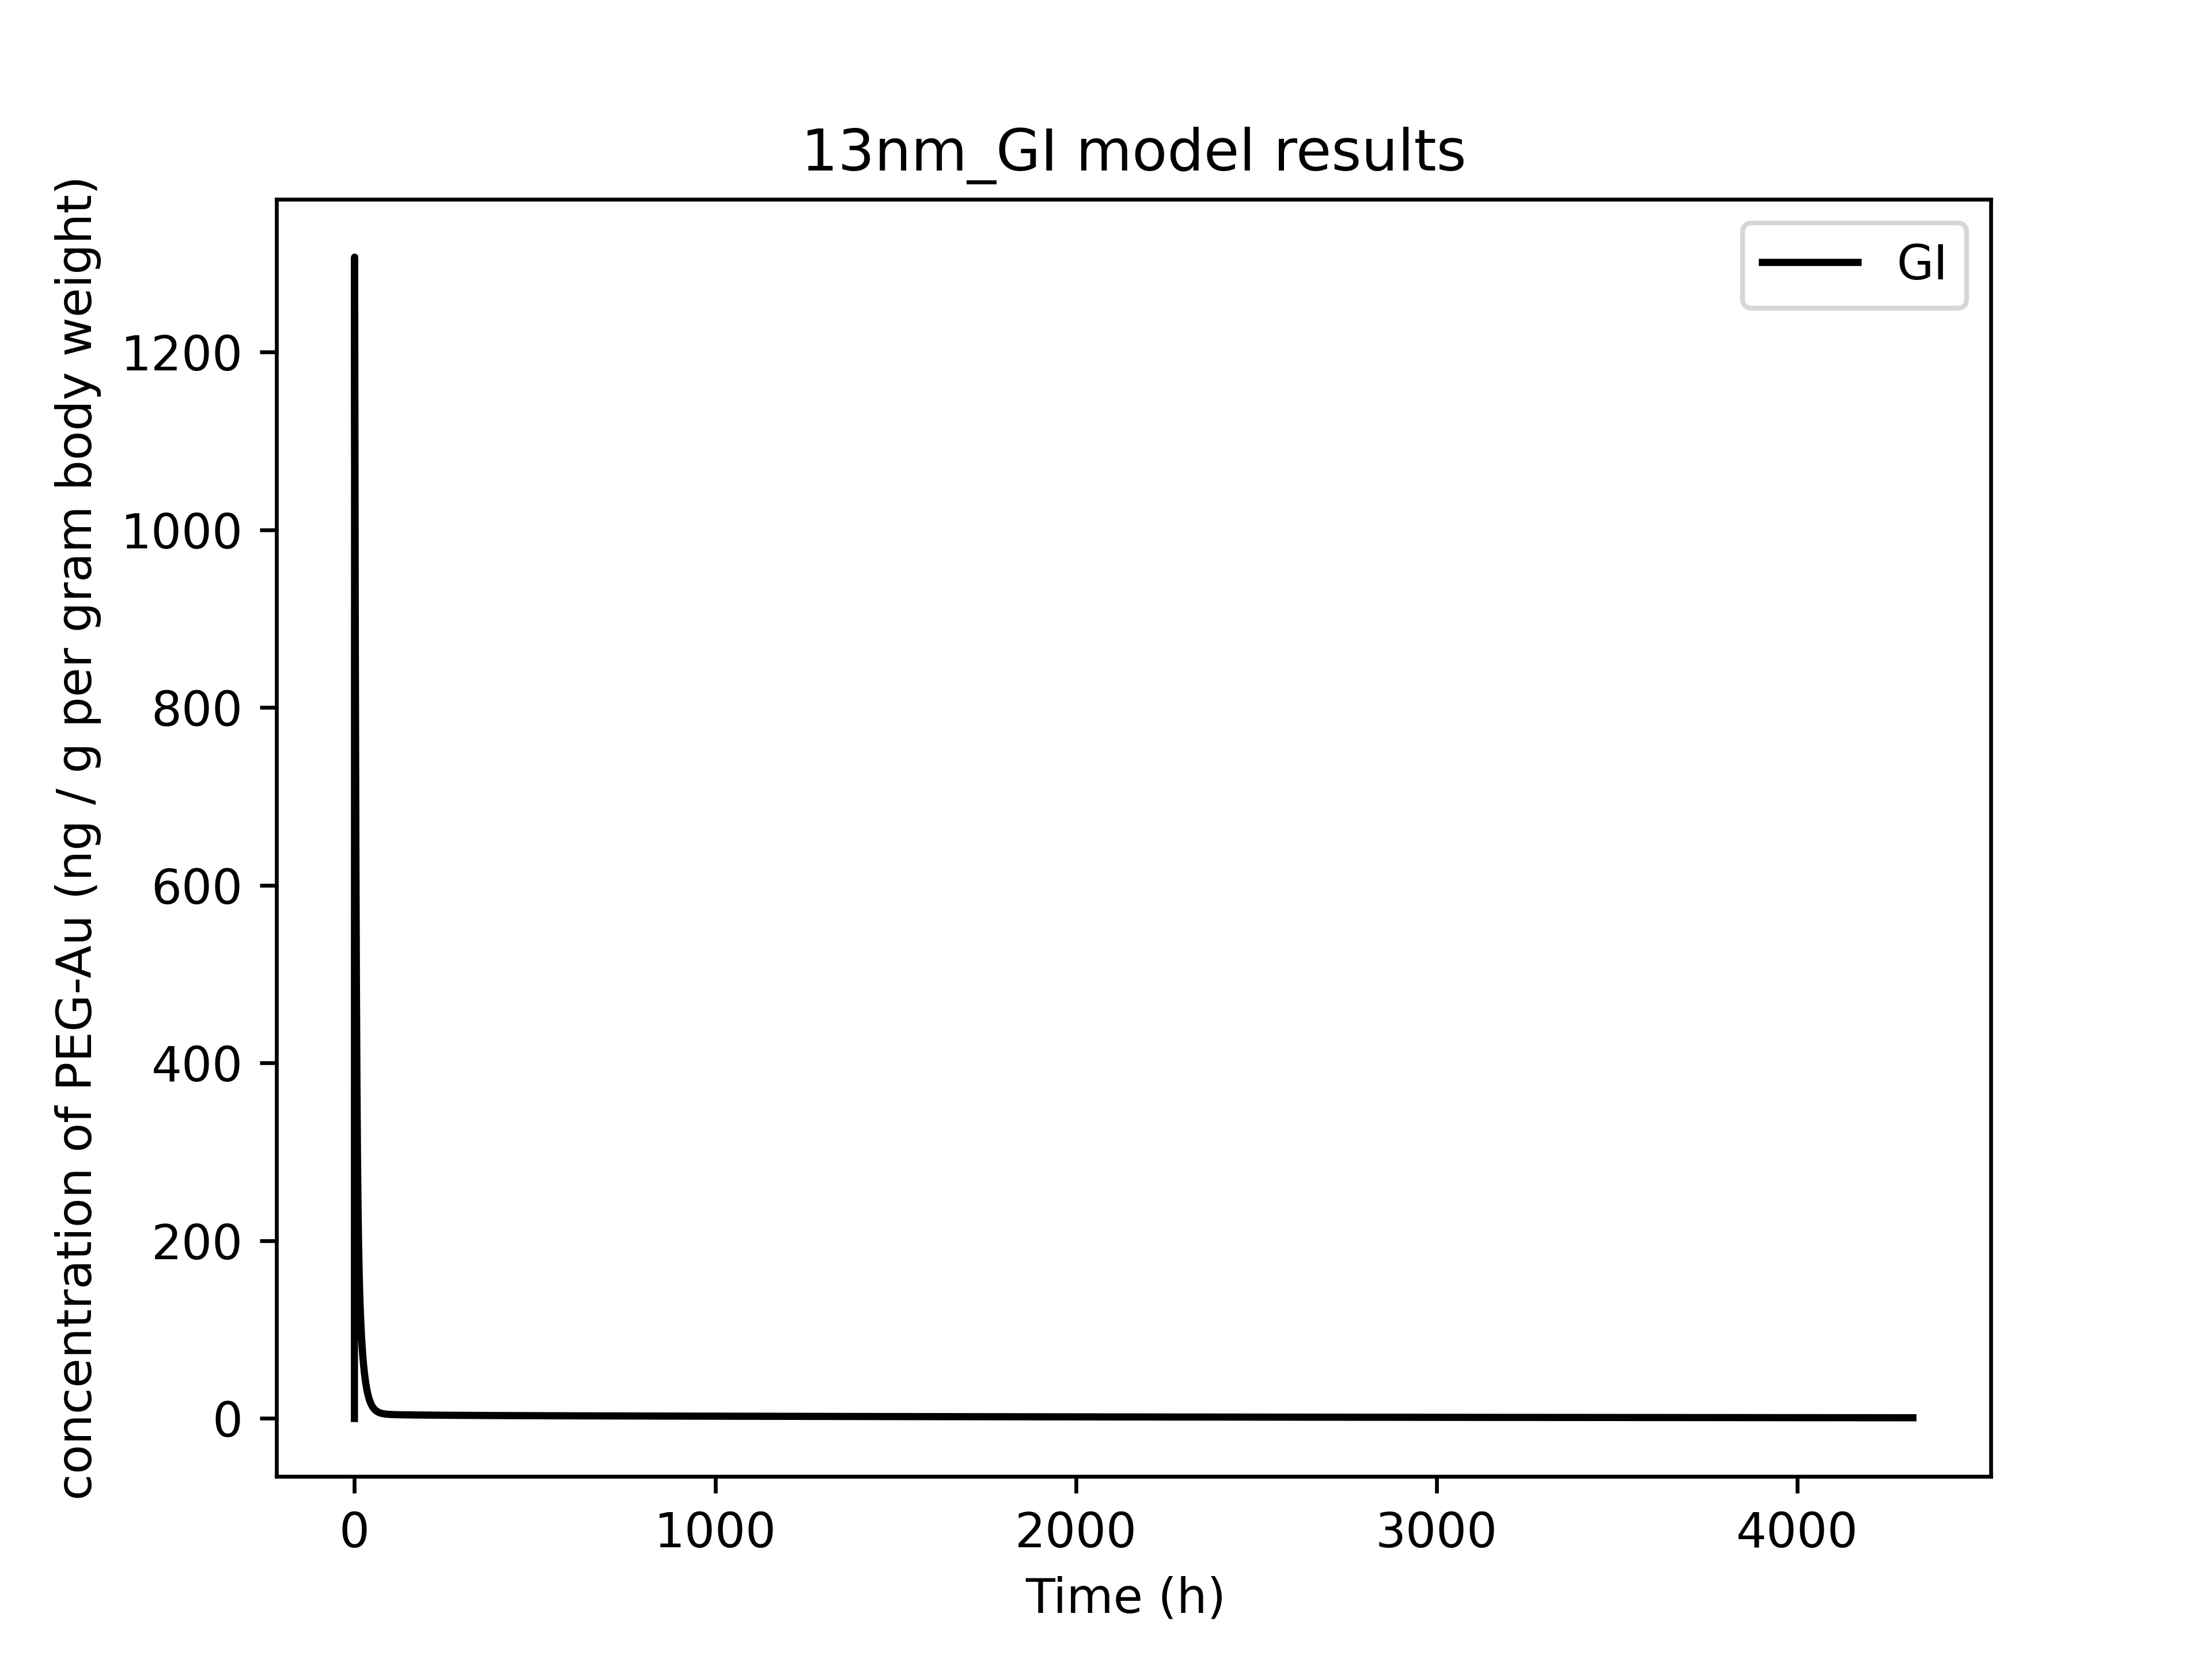 13nm_GI model results
GI
concentration of PEG-Au (ng / g per gram body weight)
1200
1000
800
600
400
200
0
0 1000 2000 3000 4000
Time (h)